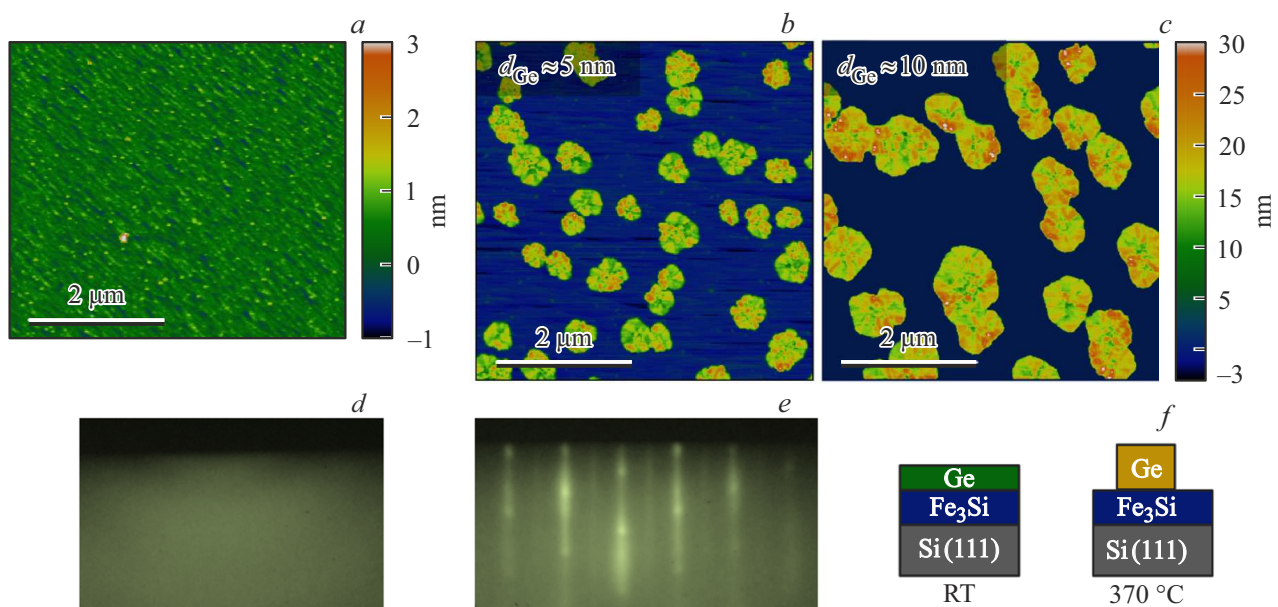 a
3
2
1
0
–1
nm
2 μm
b
d_Ge ≈ 5 nm
2 μm
c
d_Ge ≈ 10 nm
2 μm
30
25
20
15
10
5
–3
nm
d
e
f
Ge
Fe₃Si
Si(111)
RT
Ge
Fe₃Si
Si(111)
370 °C